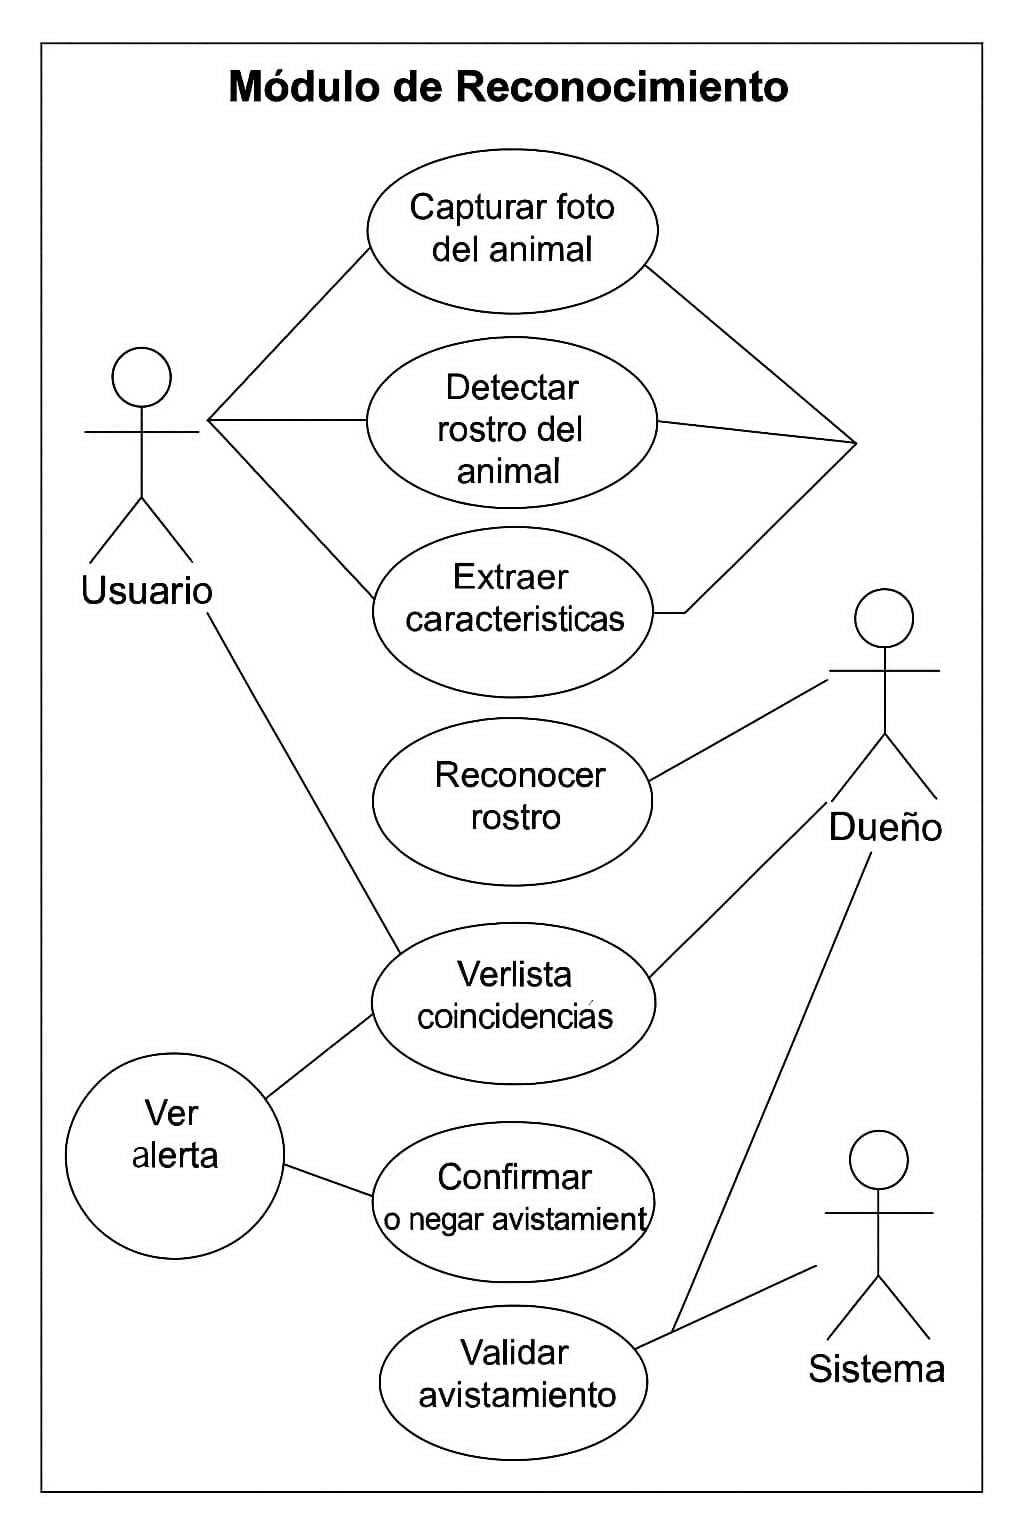 Módulo de Reconocimiento
Capturar foto
del animal
Detectar
rostro del
animal
Usuario
Extraer
caracteristicas
Reconocer
rostro
Dueño
Verlista
coincidenciás
Ver
alerta
Confirmar
o negar avistamient
Validar
avistamiento
Sistema